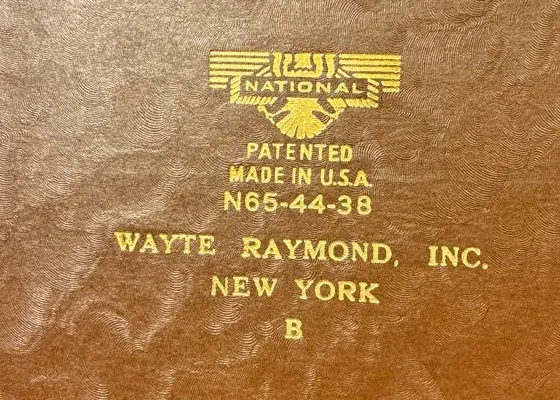 NATIONAL
PATENTED
MADE IN U.S.A.
N65-44-38
WAYTE RAYMOND, INC.
NEW YORK
B